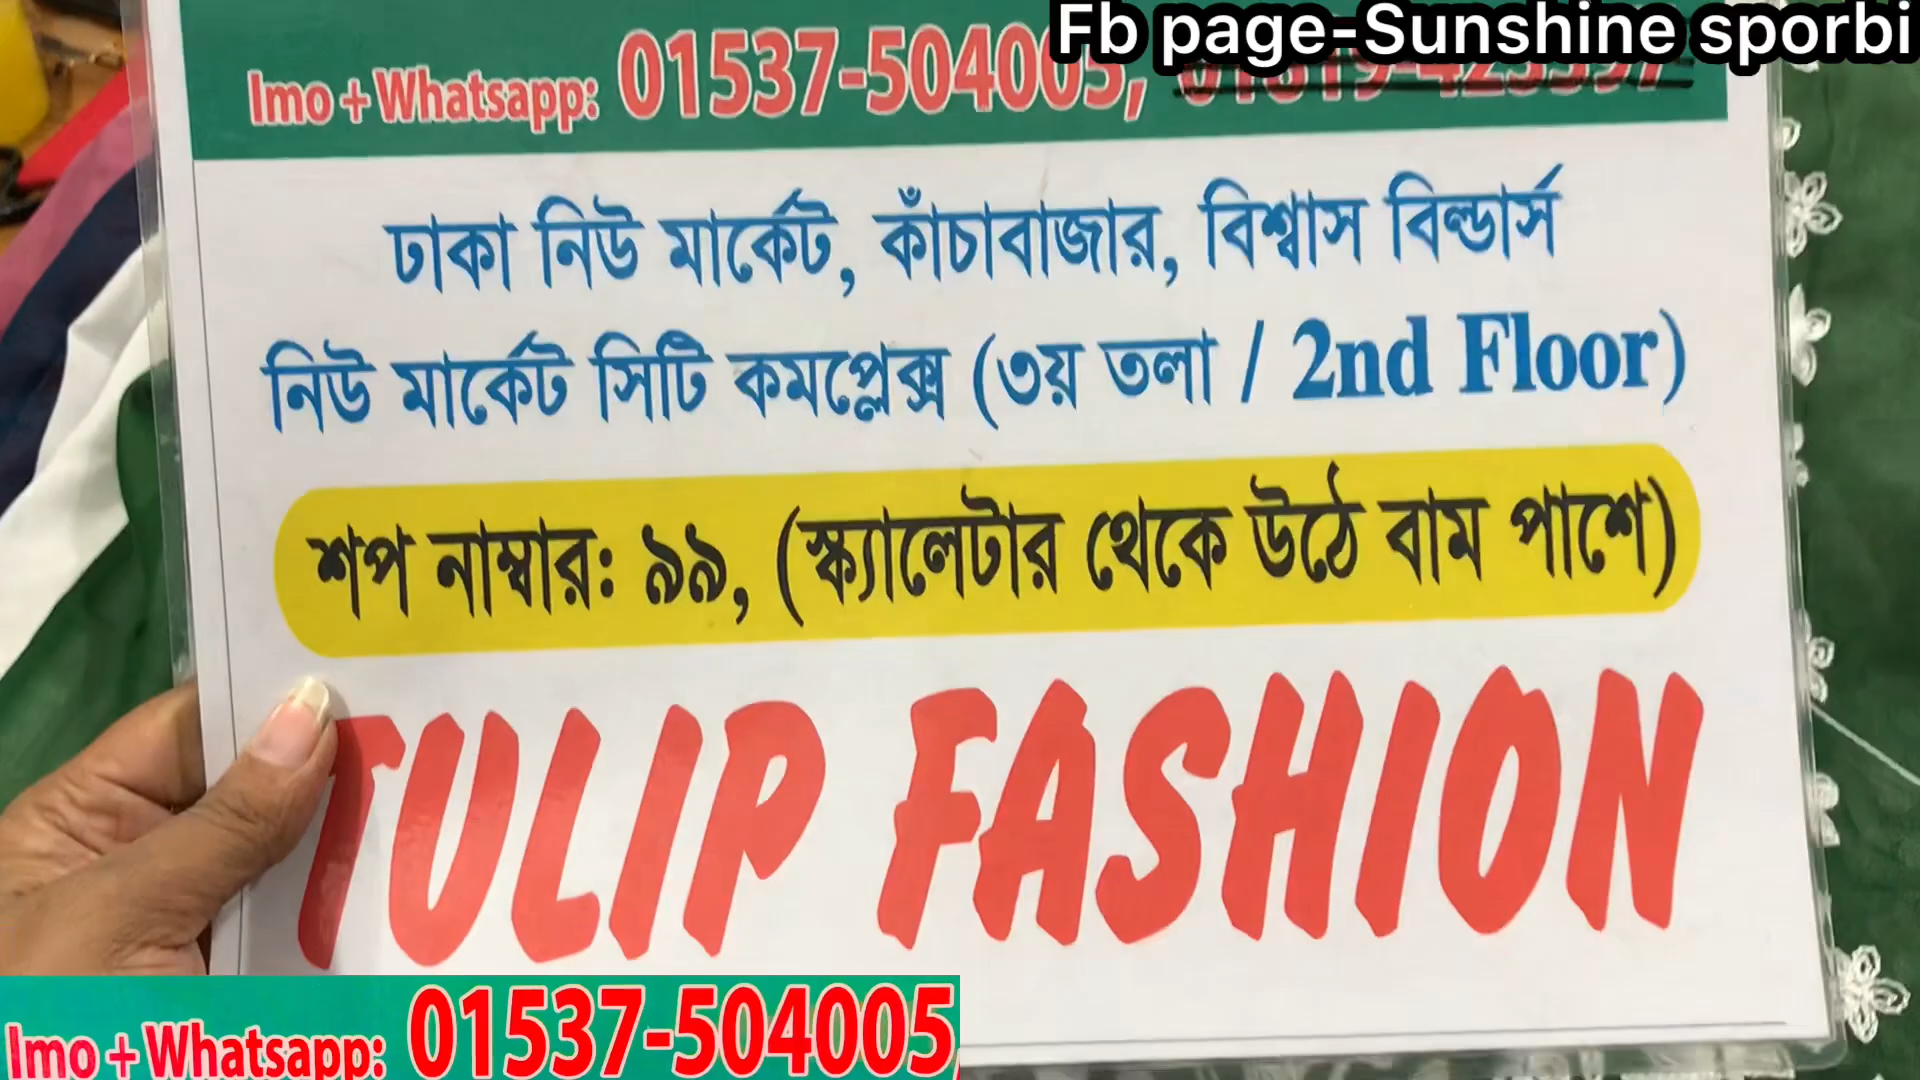 Fb page-Sunshine sporbi
Imo + Whatsapp: 01537-504005,
ঢাকা নিউ মার্কেট, কাঁচাবাজার, বিশ্বাস বিল্ডার্স
নিউ মার্কেট সিটি কমপ্লেক্স (৩য় তলা / 2nd Floor)
শপ নাম্বার: ৯৯, (স্ক্যালেটার থেকে উঠে বাম পাশে)
TULIP FASHION
Imo + Whatsapp: 01537-504005,